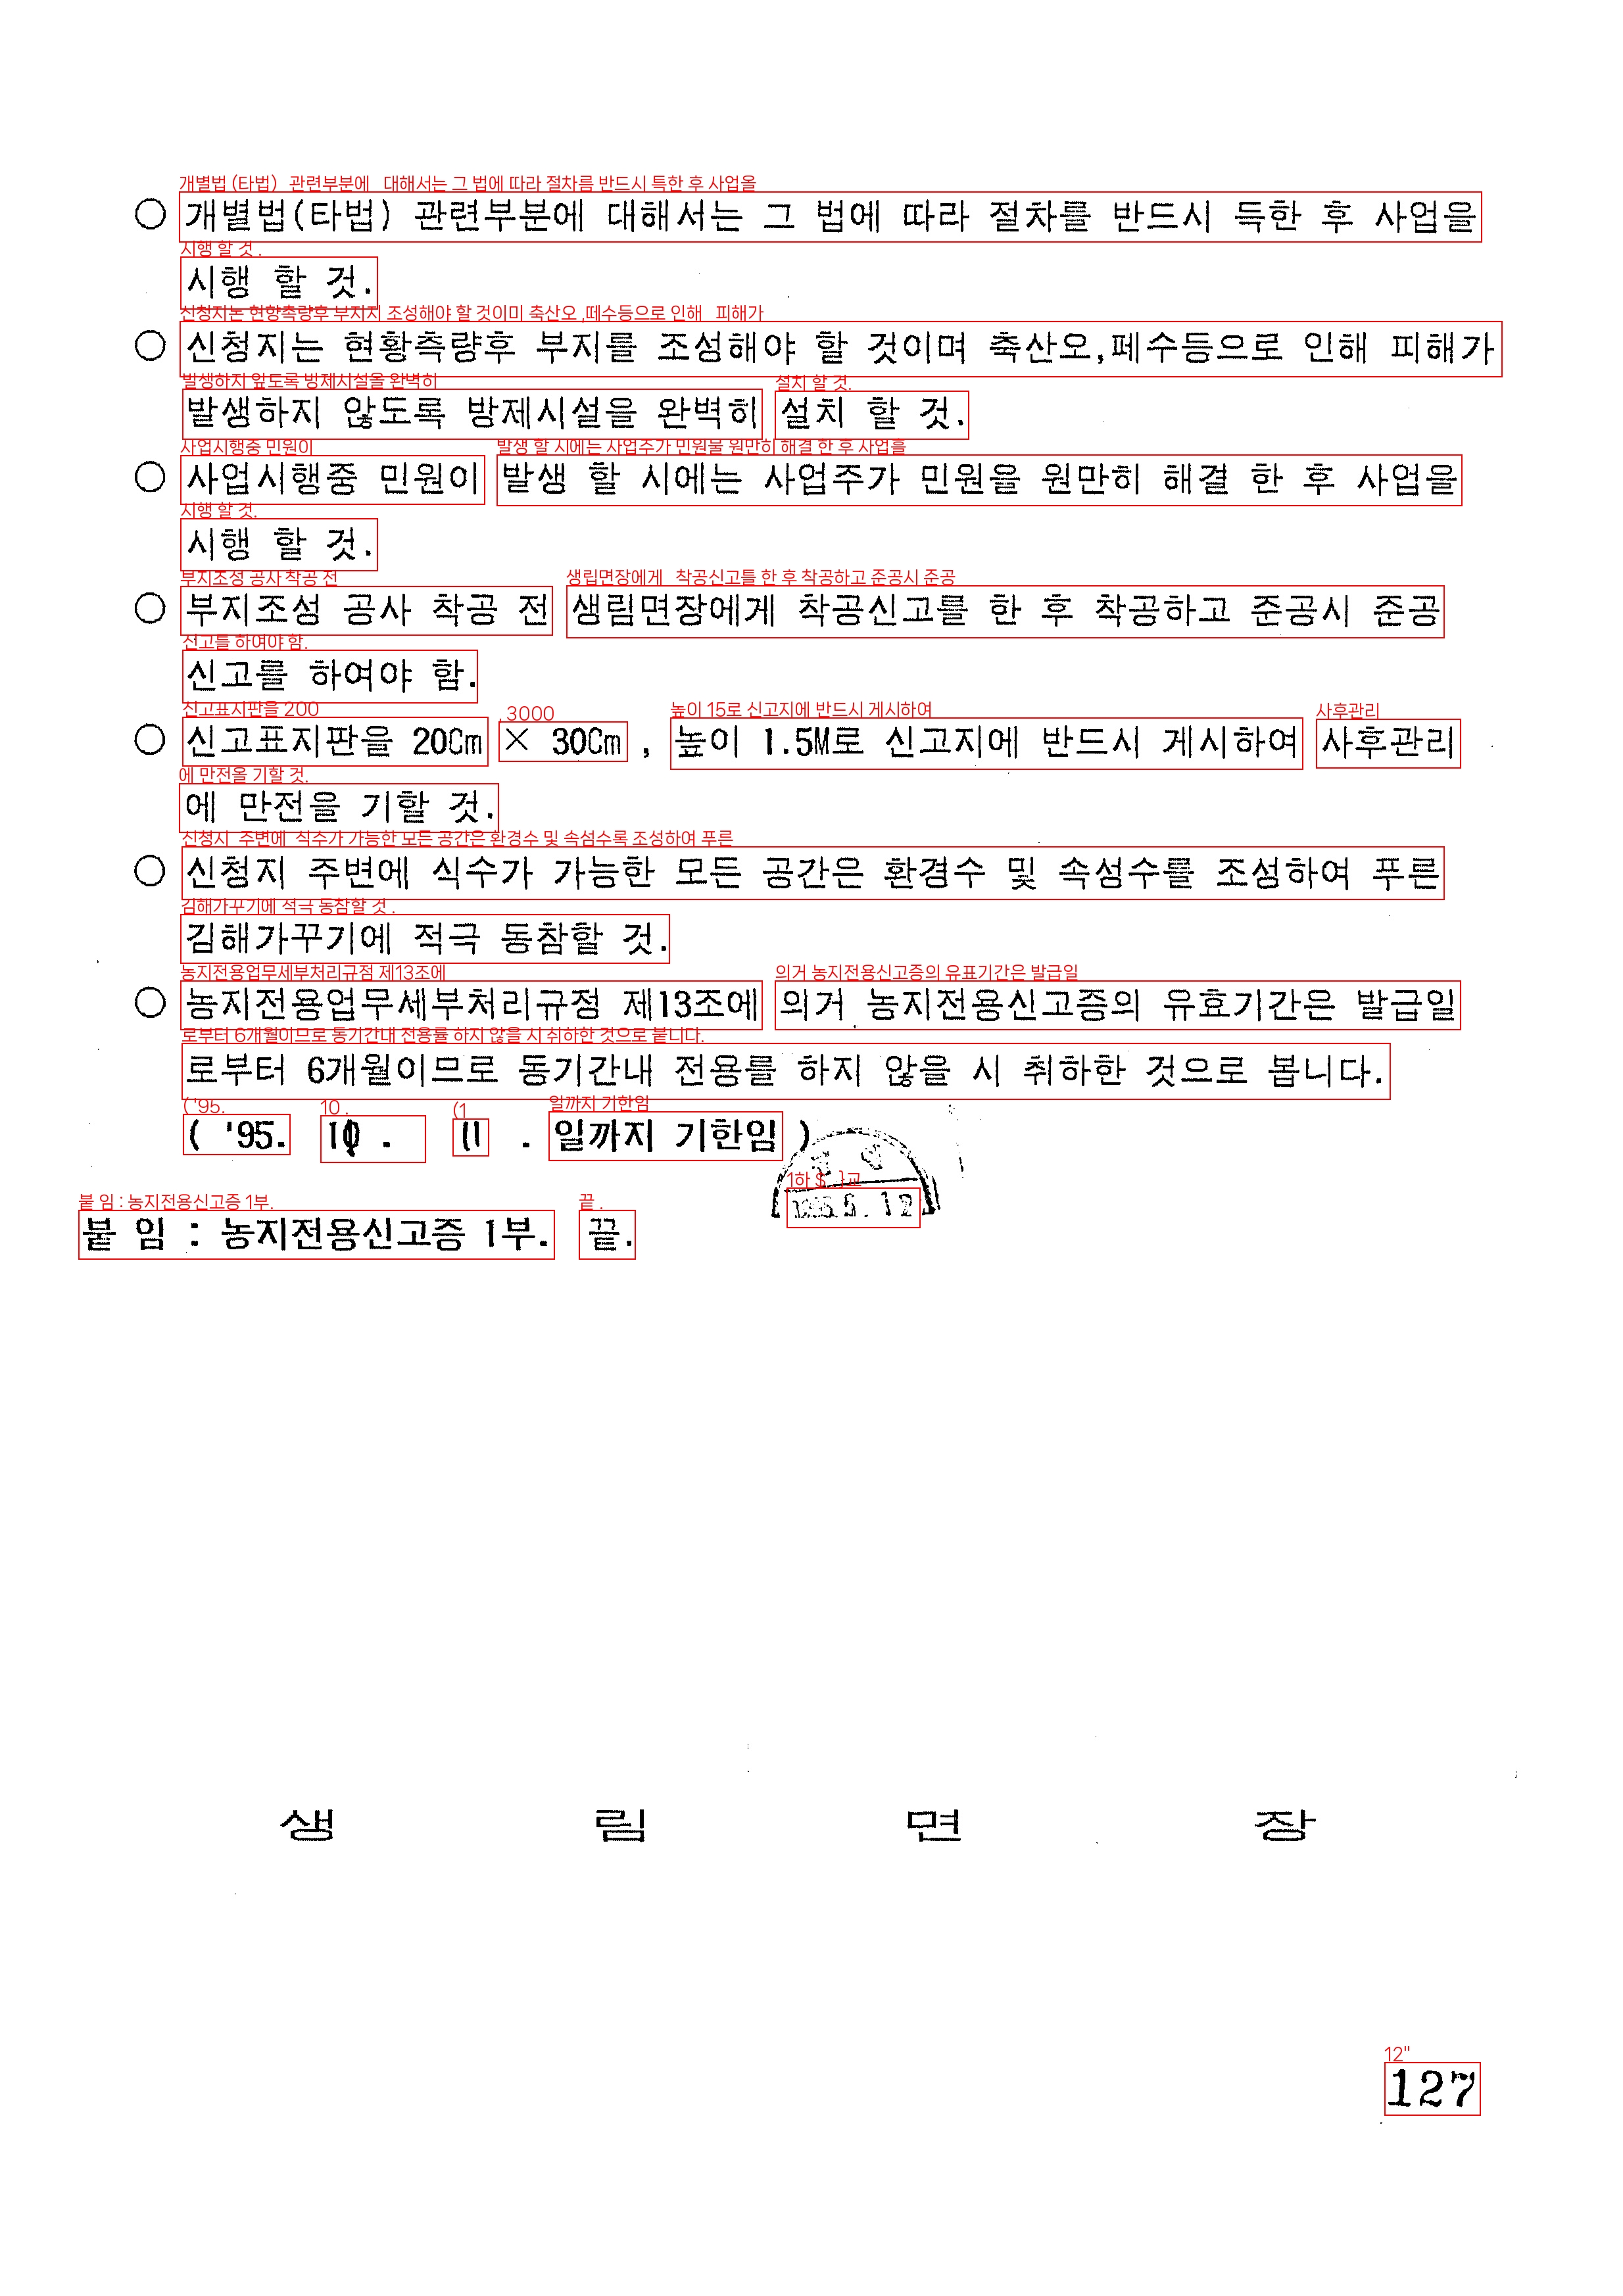 ○ 개별법(타법) 관련부분에 대해서는 그 법에 따라 절차를 반드시 득한 후 사업을
시행 할 것.
○ 신청지는 현황측량후 부지를 조성해야 할 것이며 축산오,폐수등으로 인해 피해가
발생하지 않도록 방제시설을 완벽히 설치 할 것.
○ 사업시행중 민원이 발생 할 시에는 사업주가 민원을 원만히 해결 한 후 사업을
시행 할 것.
○ 부지조성 공사 착공 전 생림면장에게 착공신고를 한 후 착공하고 준공시 준공
신고를 하여야 함.
○ 신고표지판을 20Cm × 30Cm , 높이 1.5M로 신고지에 반드시 게시하여 사후관리
에 만전을 기할 것.
○ 신청지 주변에 식수가 가능한 모든 공간은 환경수 및 속성수를 조성하여 푸른
김해가꾸기에 적극 동참할 것.
○ 농지전용업무세부처리규정 제13조에 의거 농지전용신고증의 유효기간은 발급일
로부터 6개월이므로 동기간내 전용를 하지 않을 시 취하한 것으로 봅니다.
( '95. 10 . 11 . 일까지 기한임 )
붙 임 : 농지전용신고증 1부. 끝.
생 림 면 장
127